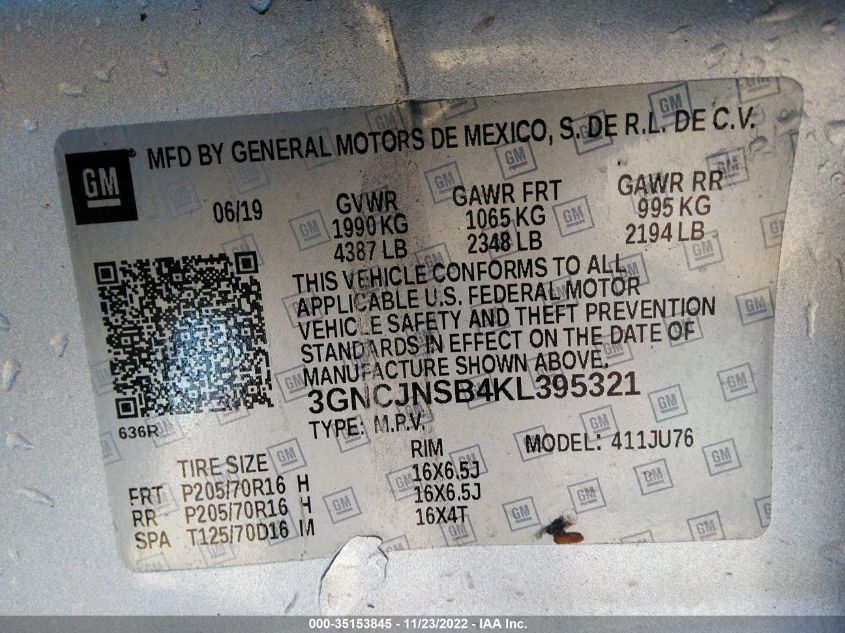 GM
MFD BY GENERAL MOTORS DE MEXICO, S. DE R.L. DE C.V.
06/19 GVWR GAWR FRT GAWR RR
1990 KG 1065 KG 995 KG
4387 LB 2348 LB 2194 LB
THIS VEHICLE CONFORMS TO ALL
APPLICABLE U.S. FEDERAL MOTOR
VEHICLE SAFETY AND THEFT PREVENTION
STANDARDS IN EFFECT ON THE DATE OF
MANUFACTURE SHOWN ABOVE.
3GNCJNSB4KL395321
636R TYPE: M.P.V. MODEL: 411JU76
TIRE SIZE RIM
FRT P205/70R16 H 16X6.5J
RR P205/70R16 H 16X6.5J
SPA T125/70D16 M 16X4T
000-35153845 - 11/23/2022 - IAA Inc.